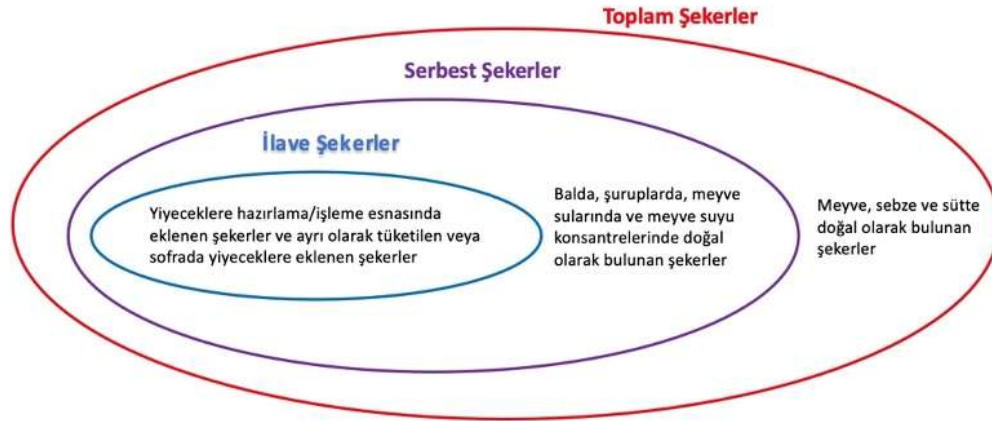 Toplam Şekerler
Serbest Şekerler
İlave Şekerler
Yiyeceklere hazırlama/işleme esnasında
eklenen şekerler ve ayrı olarak tüketilen veya
sofrada yiyeceklere eklenen şekerler
Balda, şuruplarda, meyve
sularında ve meyve suyu
konsantrelerinde doğal
olarak bulunan şekerler
Meyve, sebze ve sütte
doğal olarak bulunan
şekerler